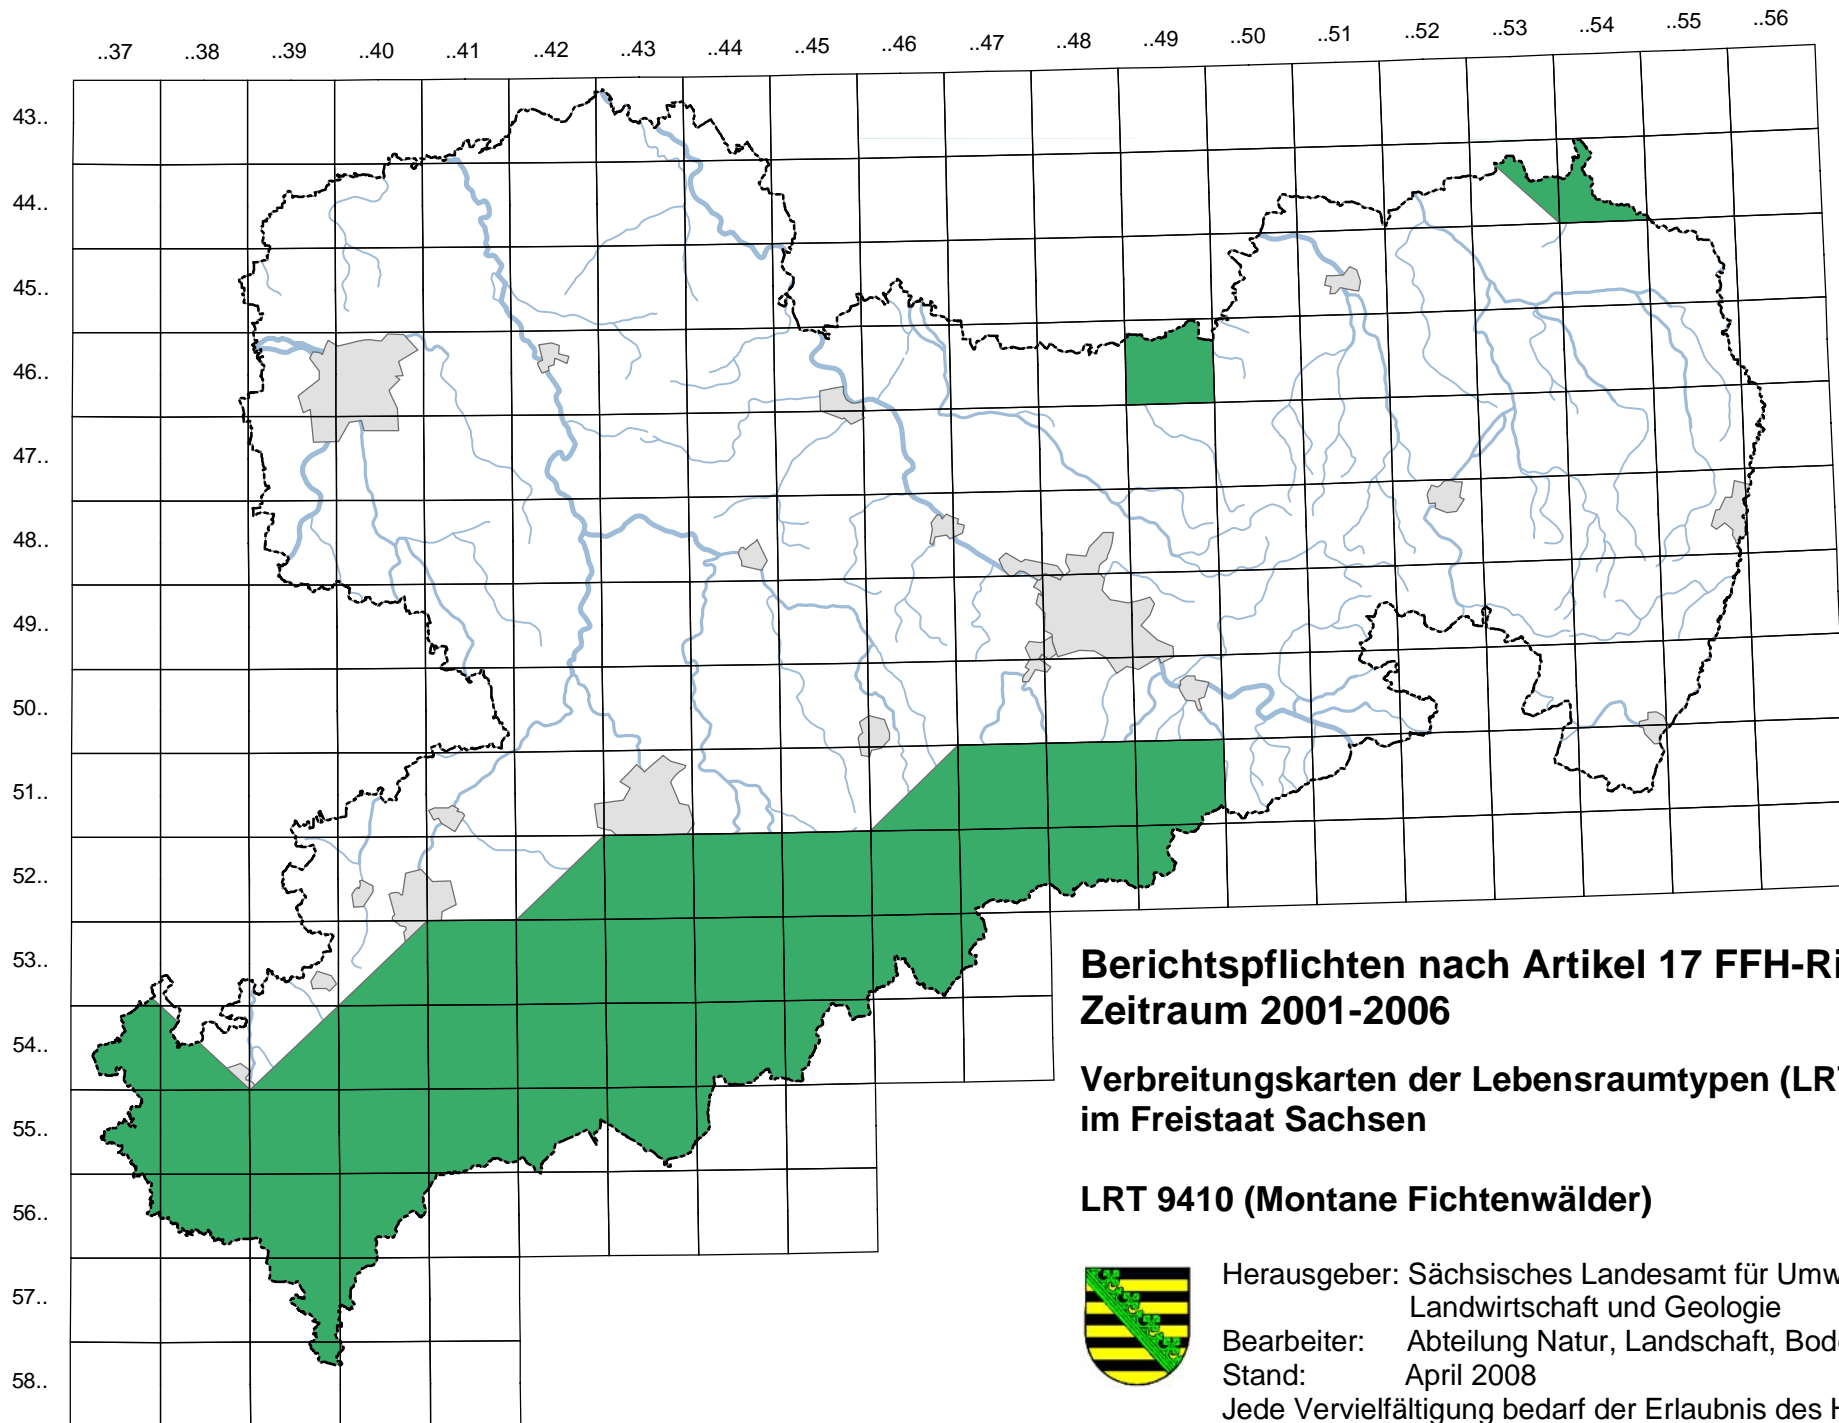 ..37 ..38 ..39 ..40 ..41 ..42 ..43 ..44 ..45 ..46 ..47 ..48 ..49 ..50 ..51 ..52 ..53 ..54 ..55 ..56
43..
44..
45..
46..
47..
48..
49..
50..
51..
52..
53..
54..
55..
56..
57..
58..
Berichtspflichten nach Artikel 17 FFH-Ri
Zeitraum 2001-2006
Verbreitungskarten der Lebensraumtypen (LRT
im Freistaat Sachsen
LRT 9410 (Montane Fichtenwälder)
Herausgeber: Sächsisches Landesamt für Umw
Landwirtschaft und Geologie
Bearbeiter: Abteilung Natur, Landschaft, Bod
Stand: April 2008
Jede Vervielfältigung bedarf der Erlaubnis des H